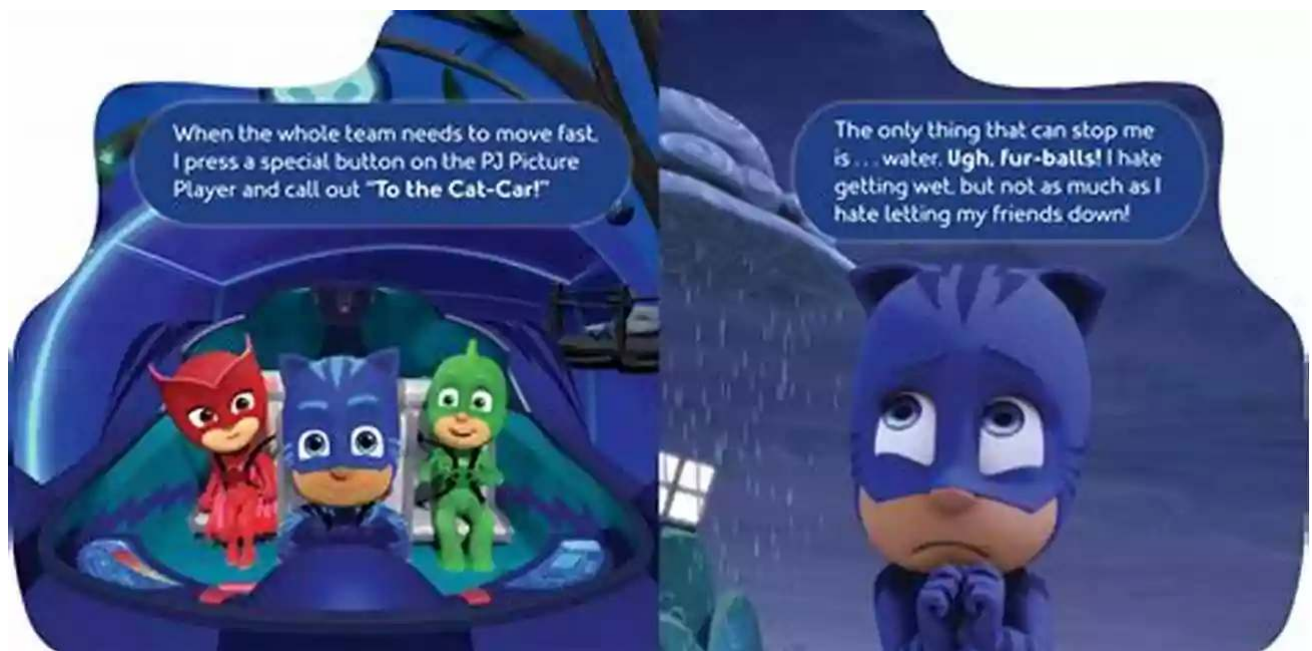 When the whole team needs to move fast,
I press a special button on the PJ Picture
Player and call out "To the Cat-Car!"
The only thing that can stop me
is... water. Ugh, fur-balls! I hate
getting wet, but not as much as I
hate letting my friends down!